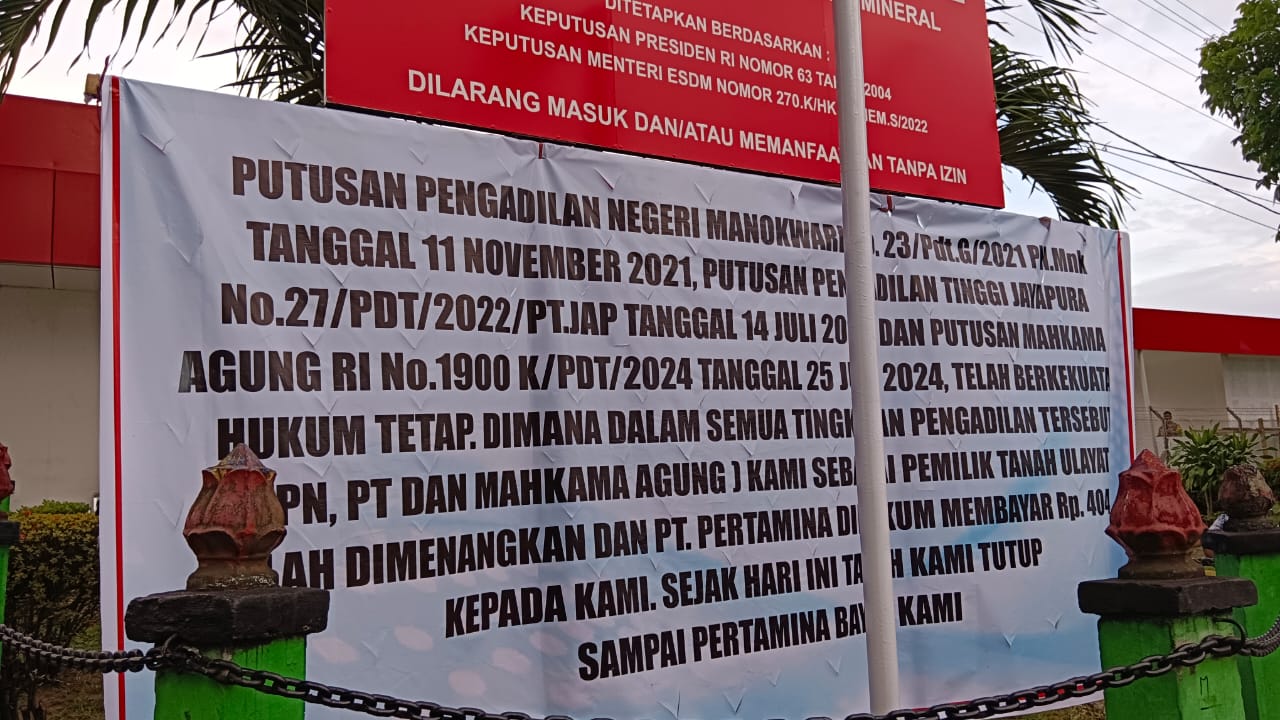 MINERAL
DITETAPKAN BERDASARKAN :
KEPUTUSAN PRESIDEN RI NOMOR 63 2004
KEPUTUSAN MENTERI ESDM NOMOR 270.K/HK EM.S/2022
DILARANG MASUK DAN/ATAU TANPA IZIN
PUTUSAN PENGADILAN NEGERI 23/Pdt.G/2021 PN.Mnk
TANGGAL 11 NOVEMBER 2021, PUTUSAN TINGGI JAYAPURA
No.27/PDT/2022/PT.JAP TANGGAL 14 JULI DAN PUTUSAN MAHKAMA
AGUNG RI No.1900 K/PDT/2024 TANGGAL 25 2024, TELAH
HUKUM TETAP. DIMANA DALAM SEMUA PENGADILAN TERSEBUT
PN, PT DAN MAHKAMA AGUNG ) KAMI PEMILIK TANAH ULAYAT
DIMENANGKAN DAN PT. PERTAMINA MEMBAYAR Rp. 404
KEPADA KAMI. SEJAK HARI INI KAMI TUTUP
SAMPAI PERTAMINA KAMI